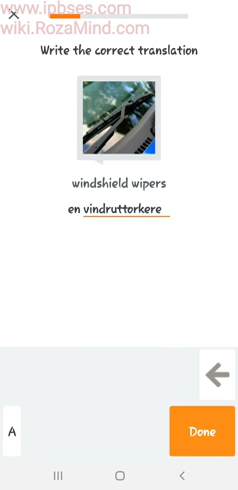 www.ipbses.com
wiki.RozaMind.com
Write the correct translation
windshield wipers
en vindruttorkere
A
Done